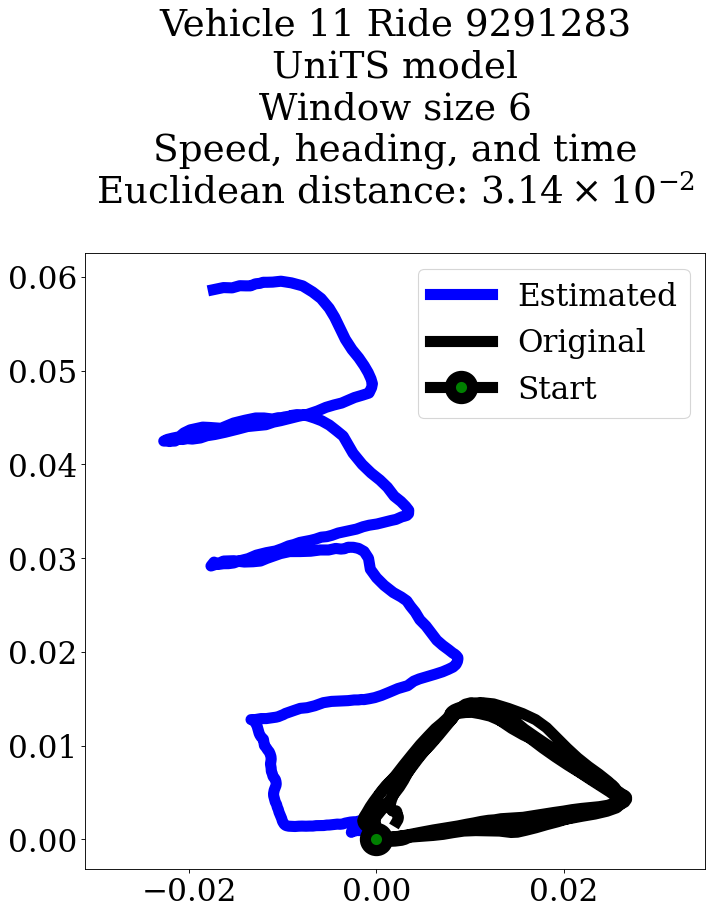 Vehicle 11 Ride 9291283
UniTS model
Window size 6
Speed, heading, and time
Euclidean distance: 3.14 × 10⁻²
Estimated
Original
Start
0.06
0.05
0.04
0.03
0.02
0.01
0.00
−0.02 0.00 0.02